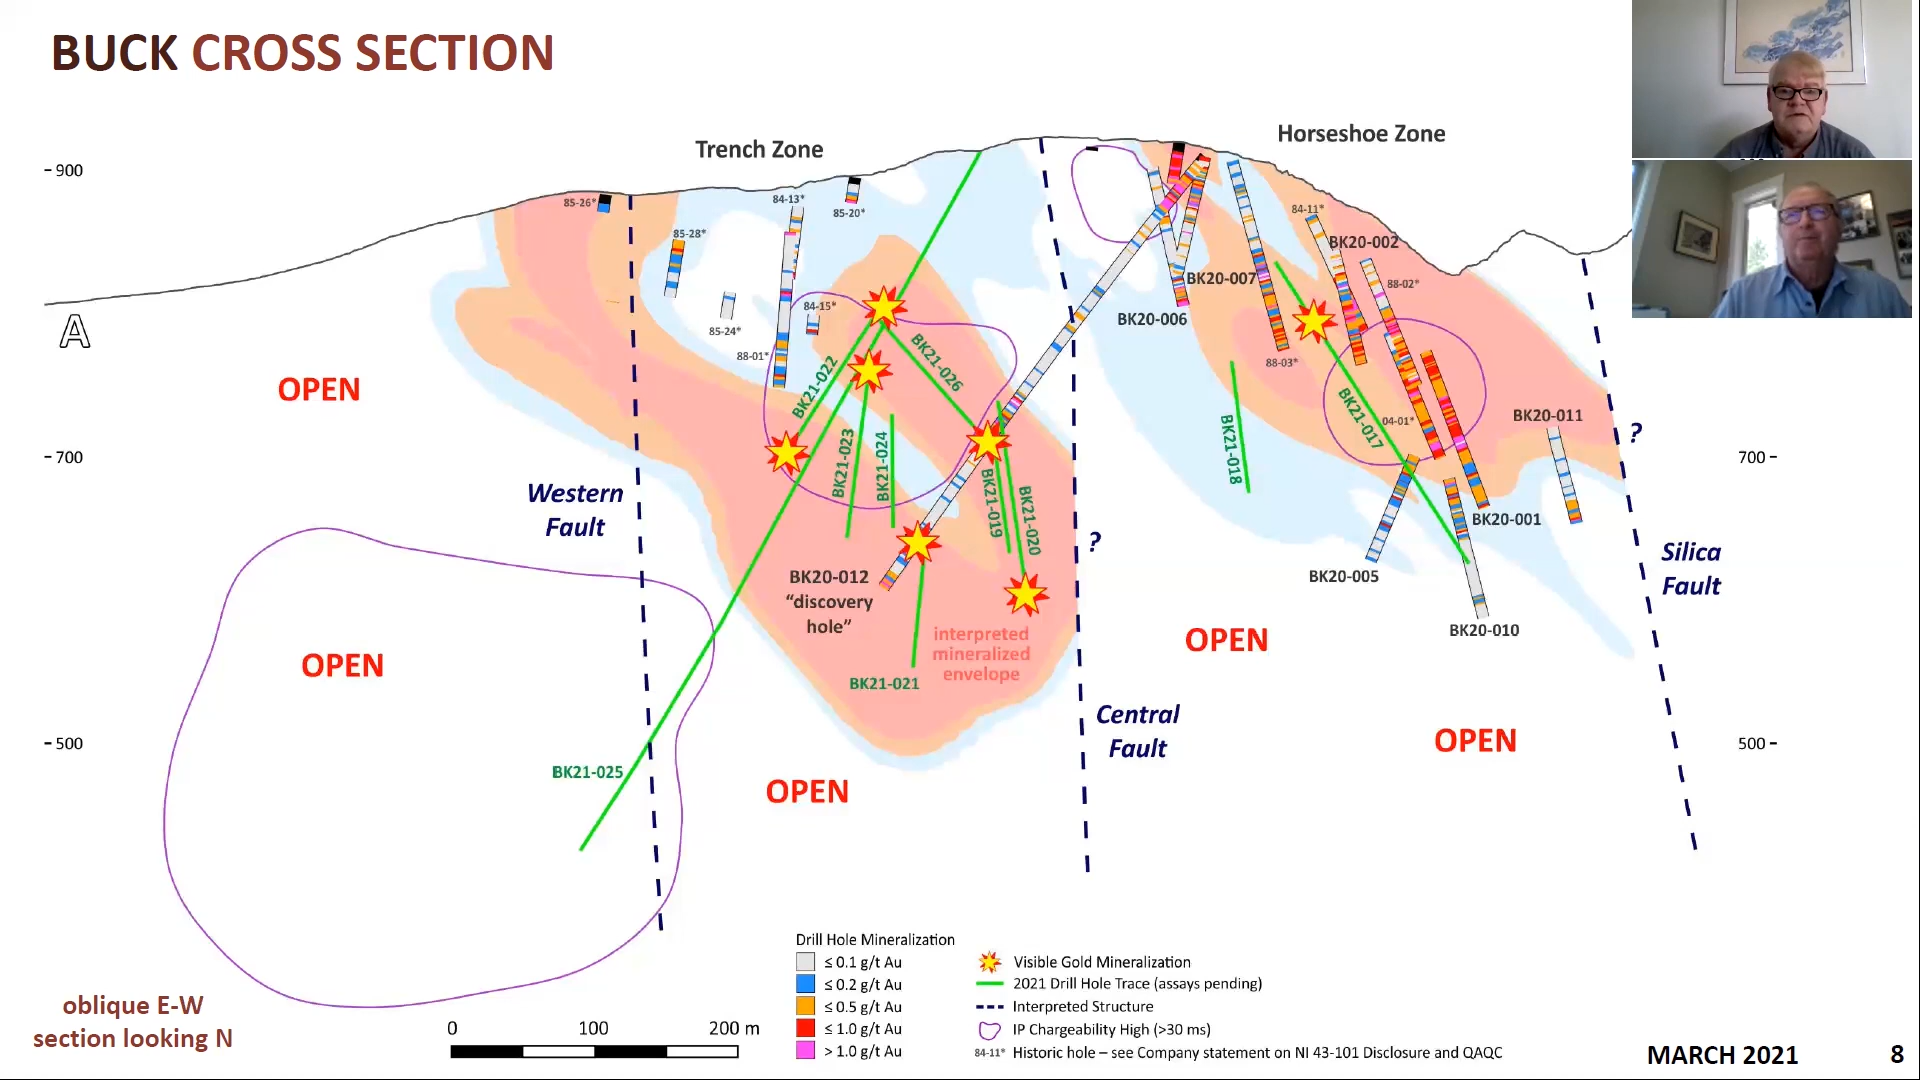 BUCK CROSS SECTION
Trench Zone
Horseshoe Zone
- 900
85-26*
84-13*
85-20*
85-28*
84-11*
BK20-002
BK20-007
88-02*
85-24*
84-15*
BK20-006
88-01*
88-03*
A
OPEN
BK21-022
BK21-026
BK21-017
04-01*
BK20-011
?
- 700
700 -
BK21-023
BK21-024
BK21-018
BK21-019
BK21-020
Western
Fault
BK20-001
?
Silica
Fault
BK20-012
"discovery
hole"
BK20-005
BK20-010
interpreted
mineralized
envelope
OPEN
OPEN
BK21-021
Central
Fault
- 500
500 -
OPEN
BK21-025
OPEN
Drill Hole Mineralization
≤ 0.1 g/t Au
≤ 0.2 g/t Au
≤ 0.5 g/t Au
≤ 1.0 g/t Au
> 1.0 g/t Au
Visible Gold Mineralization
2021 Drill Hole Trace (assays pending)
Interpreted Structure
IP Chargeability High (>30 ms)
84-11* Historic hole – see Company statement on NI 43-101 Disclosure and QAQC
oblique E-W
section looking N
0 100 200 m
MARCH 2021 8